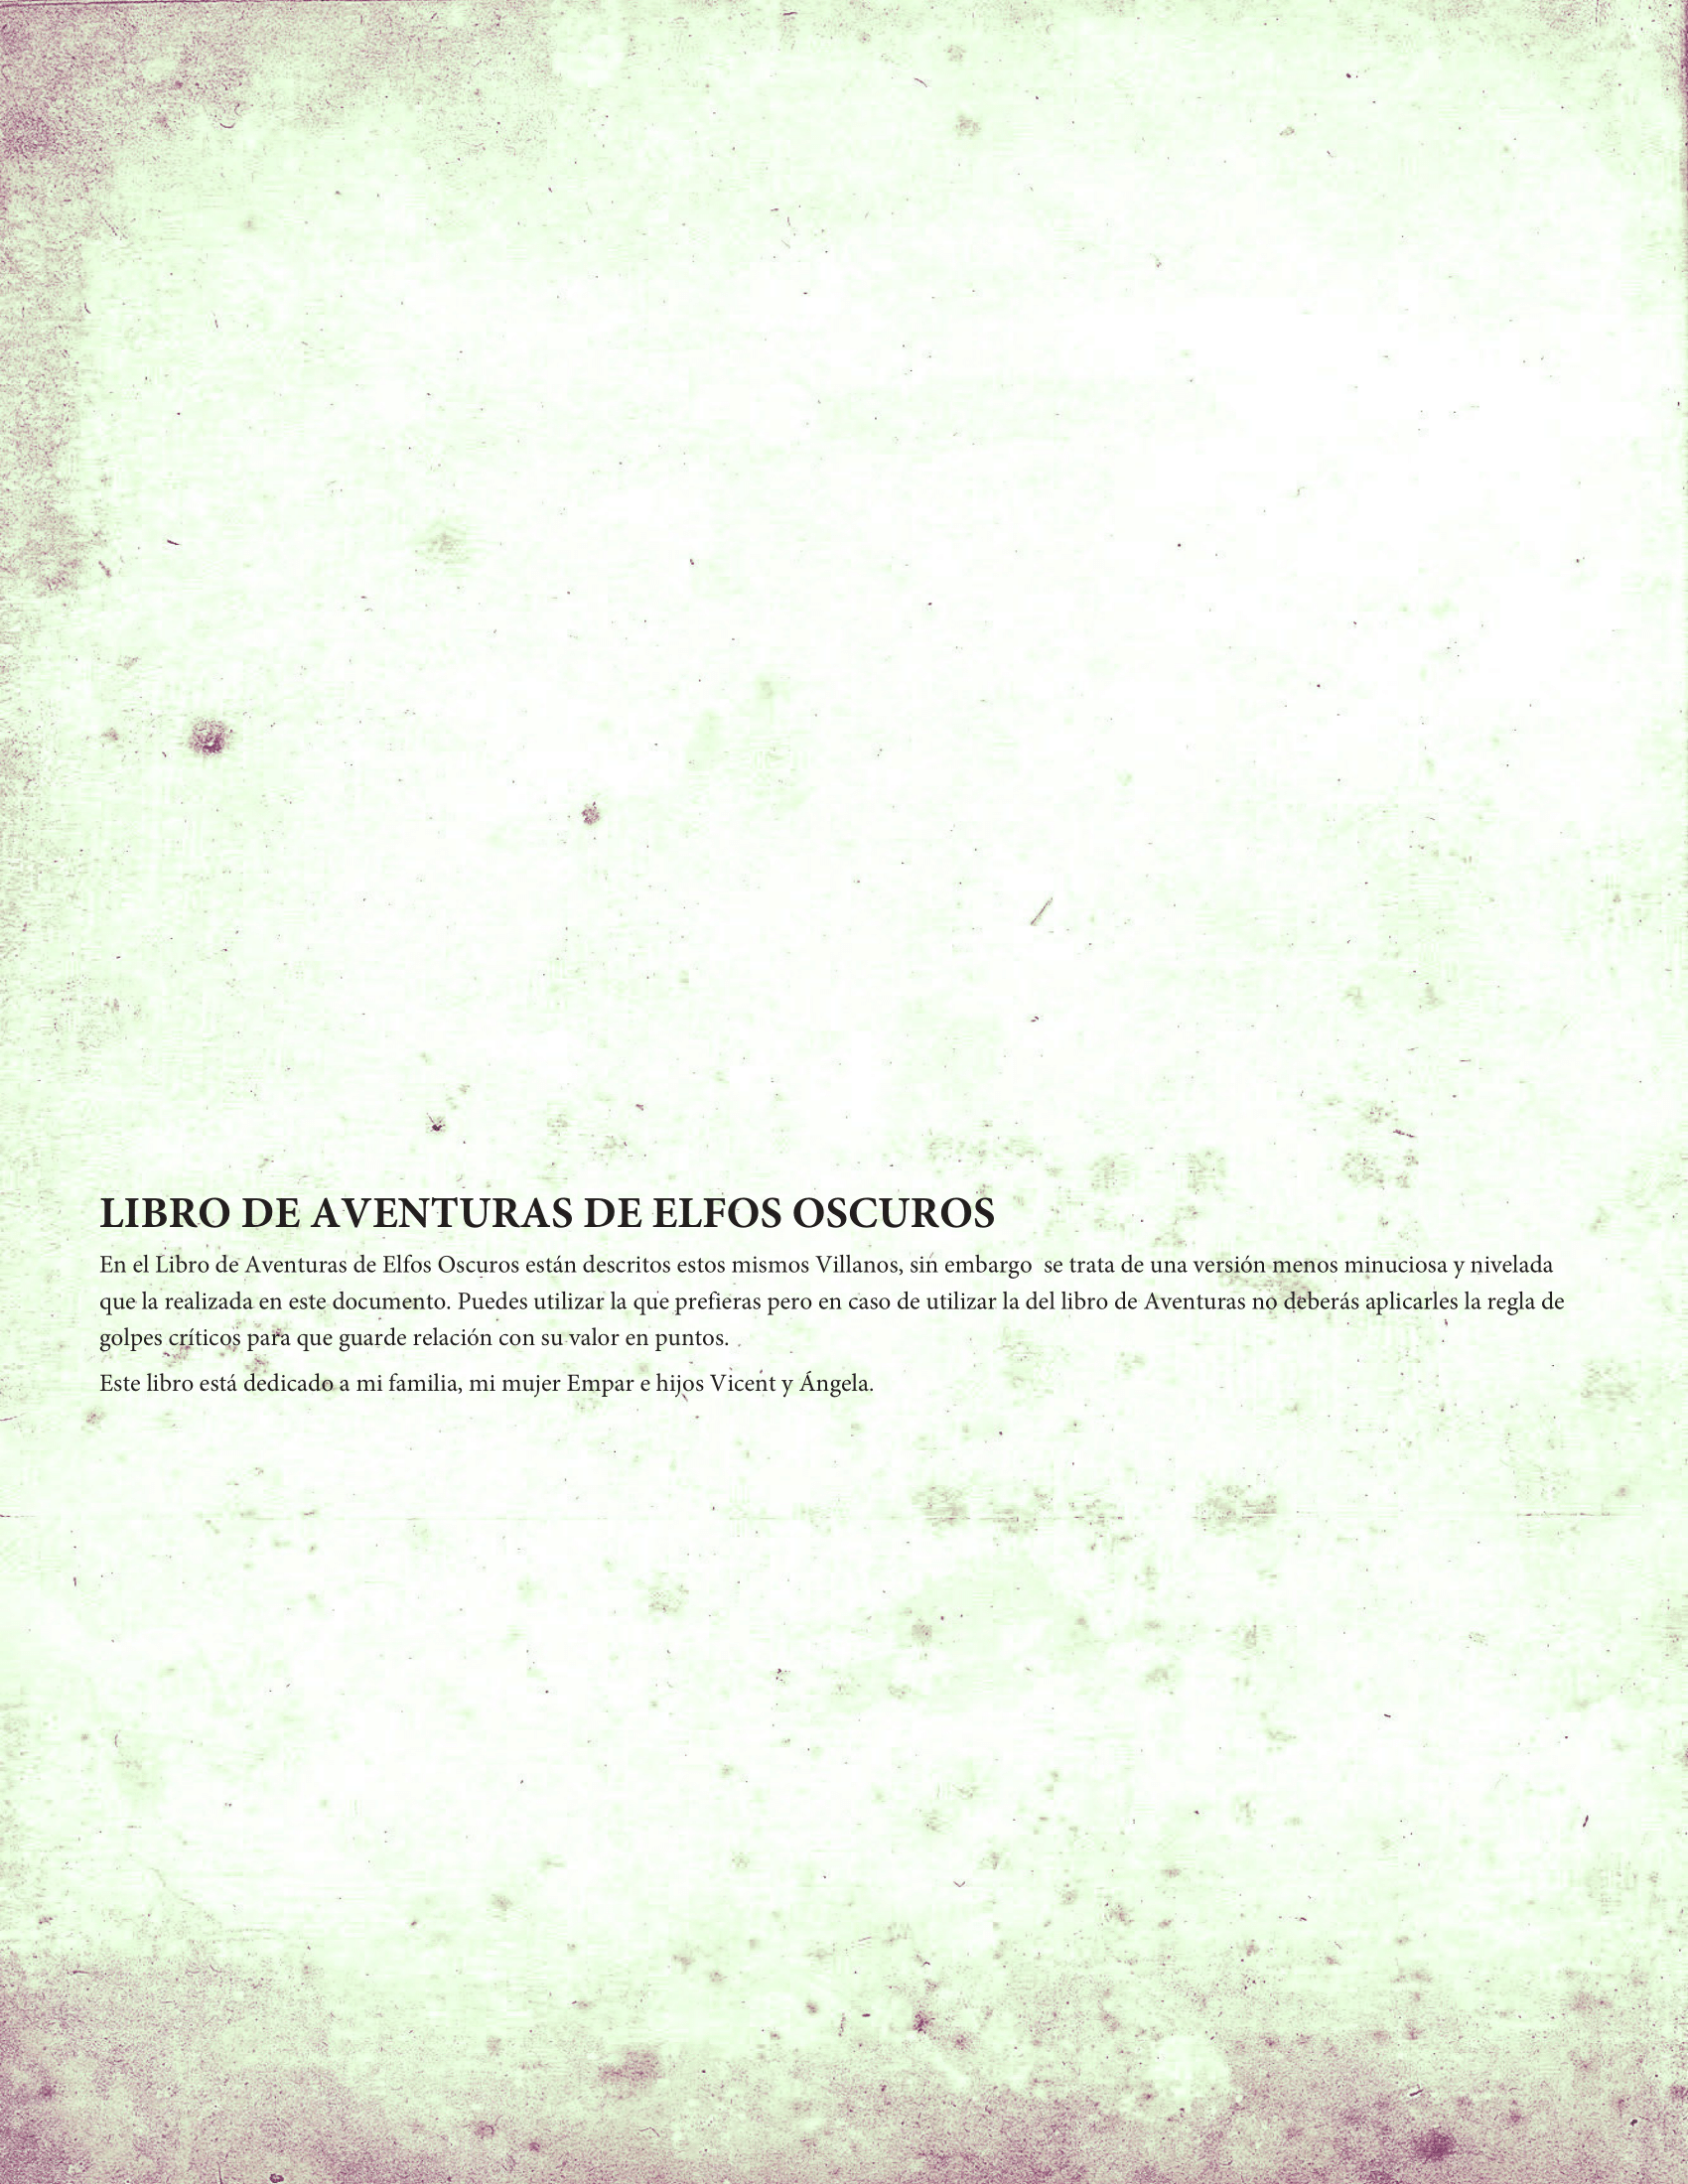 LIBRO DE AVENTURAS DE ELFOS OSCUROS
En el Libro de Aventuras de Elfos Oscuros están descritos estos mismos Villanos, sin embargo  se trata de una versión menos minuciosa y nivelada
que la realizada en este documento. Puedes utilizar la que prefieras pero en caso de utilizar la del libro de Aventuras no deberás aplicarles la regla de
golpes críticos para que guarde relación con su valor en puntos.
Este libro está dedicado a mi familia, mi mujer Empar e hijos Vicent y Ángela.